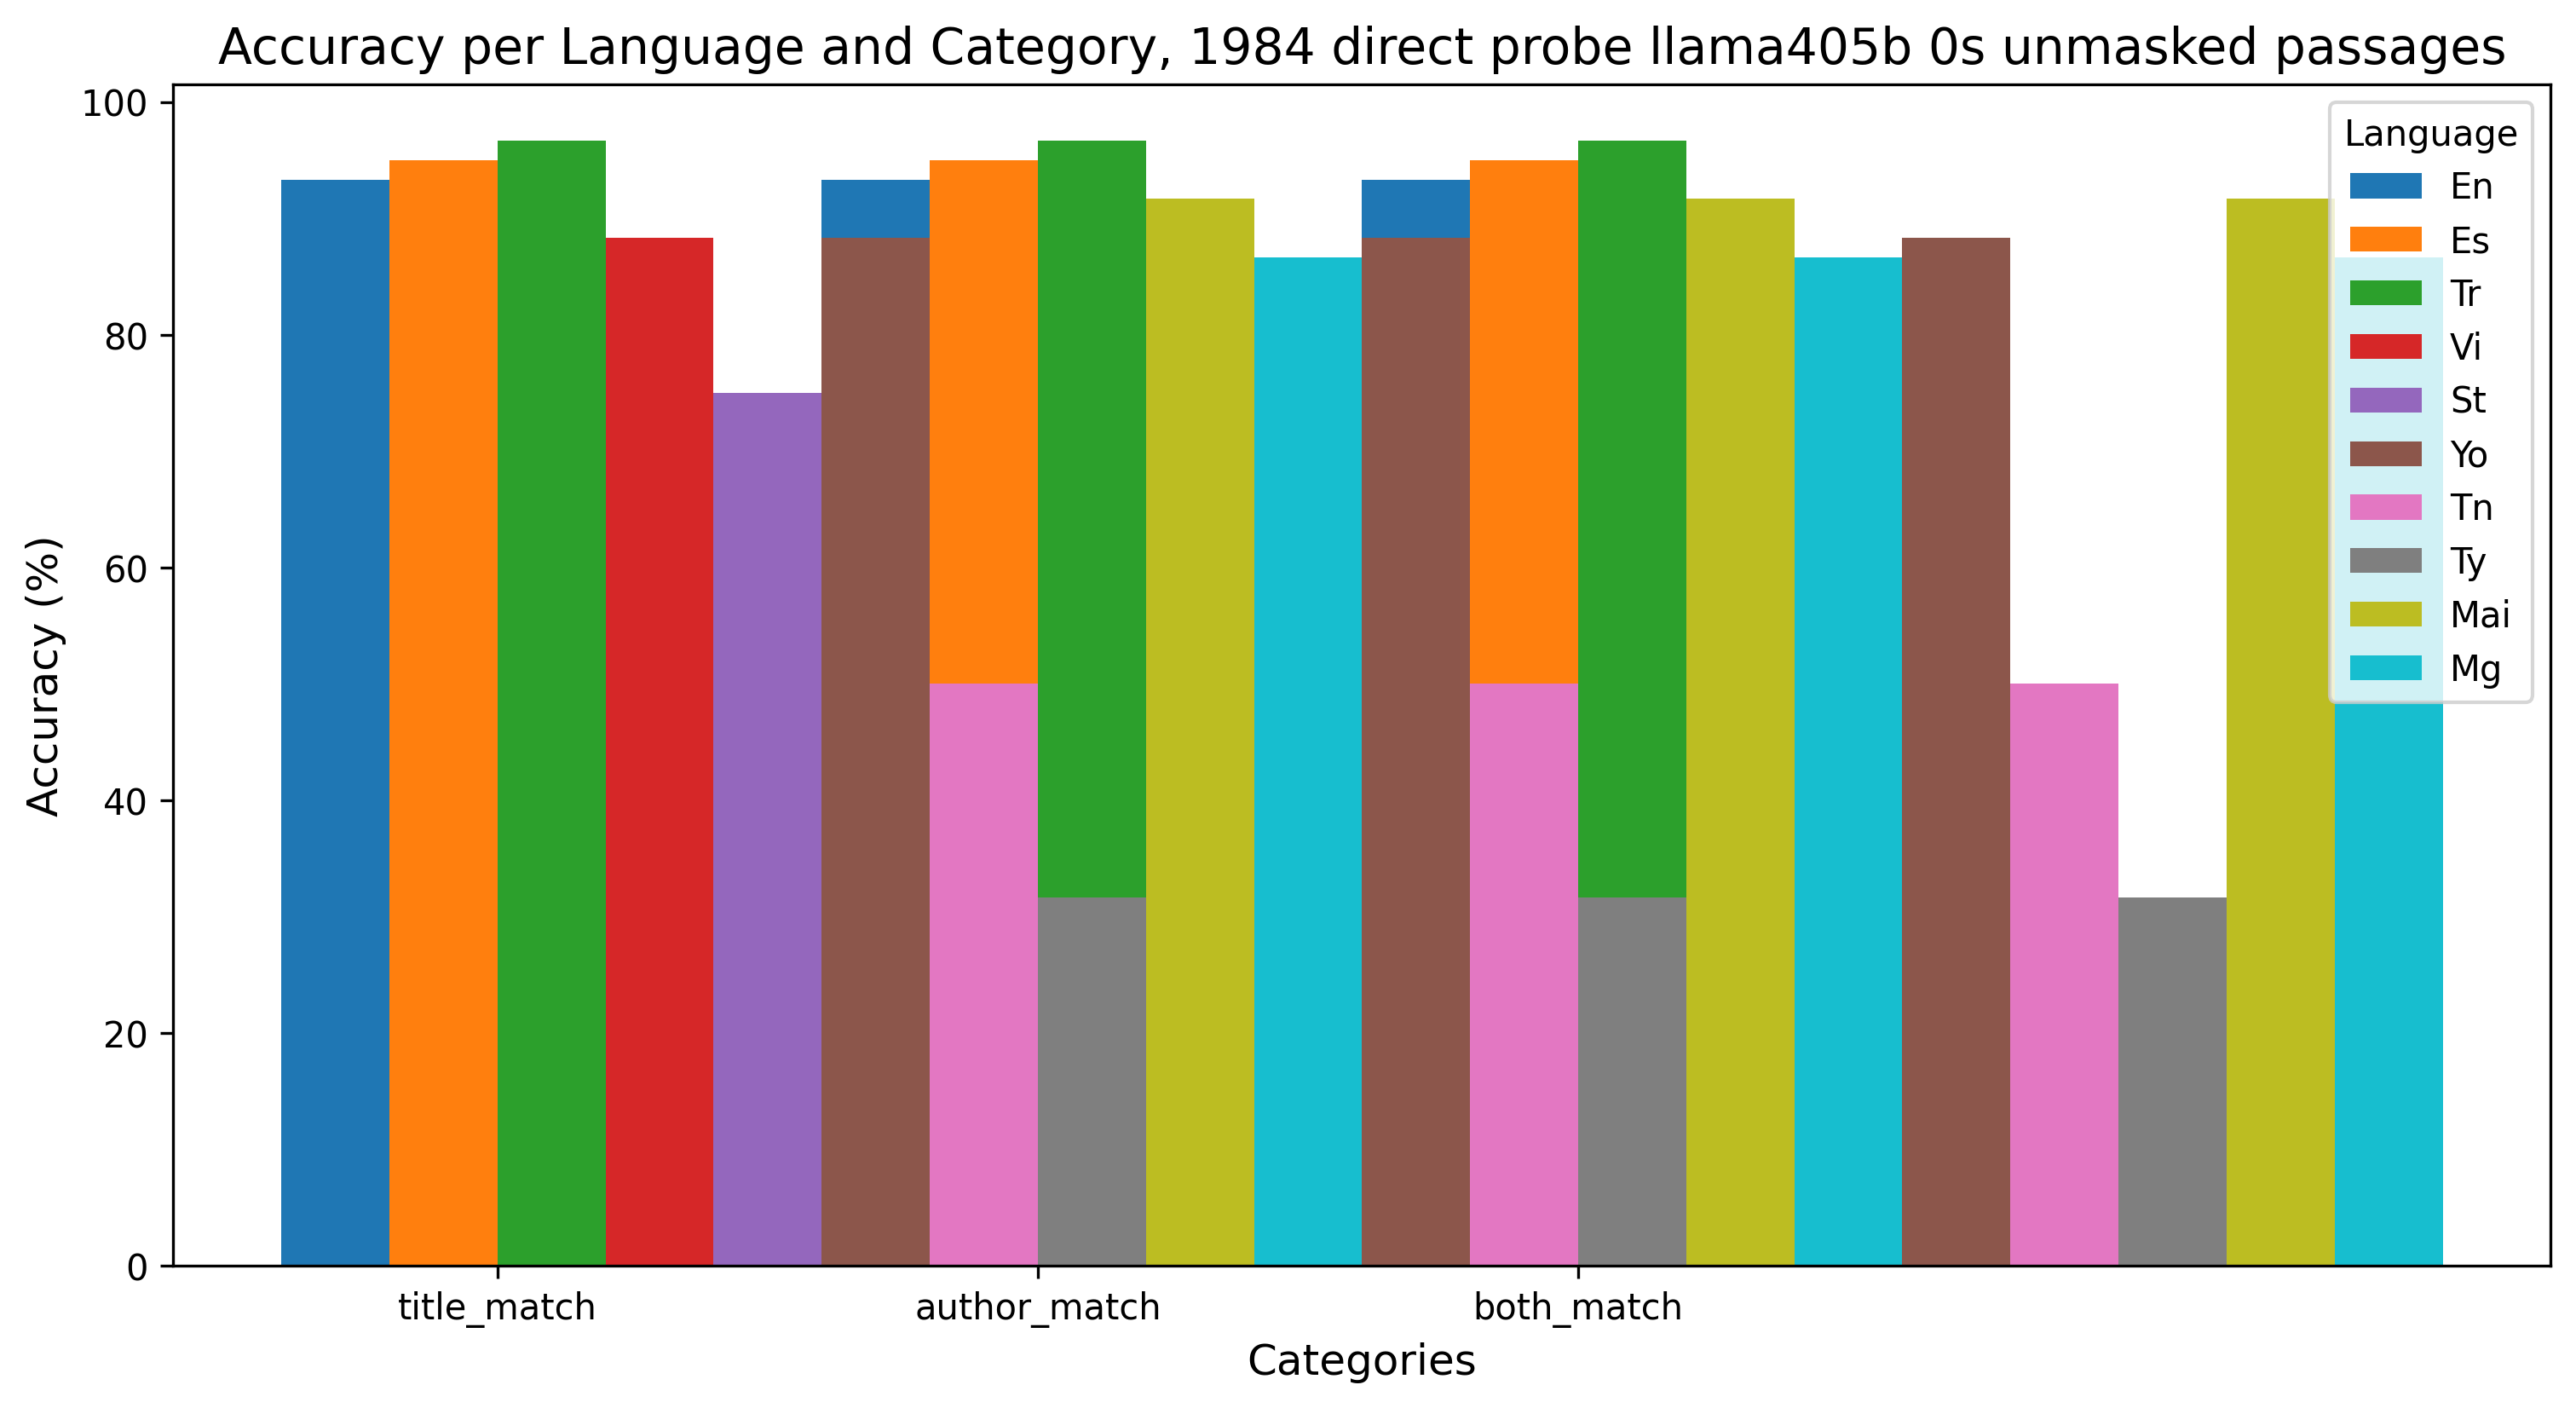 Accuracy per Language and Category, 1984 direct probe llama405b 0s unmasked passages
Accuracy (%)
100
80
60
40
20
0
title_match
author_match
both_match
Categories
Language
En
Es
Tr
Vi
St
Yo
Tn
Ty
Mai
Mg